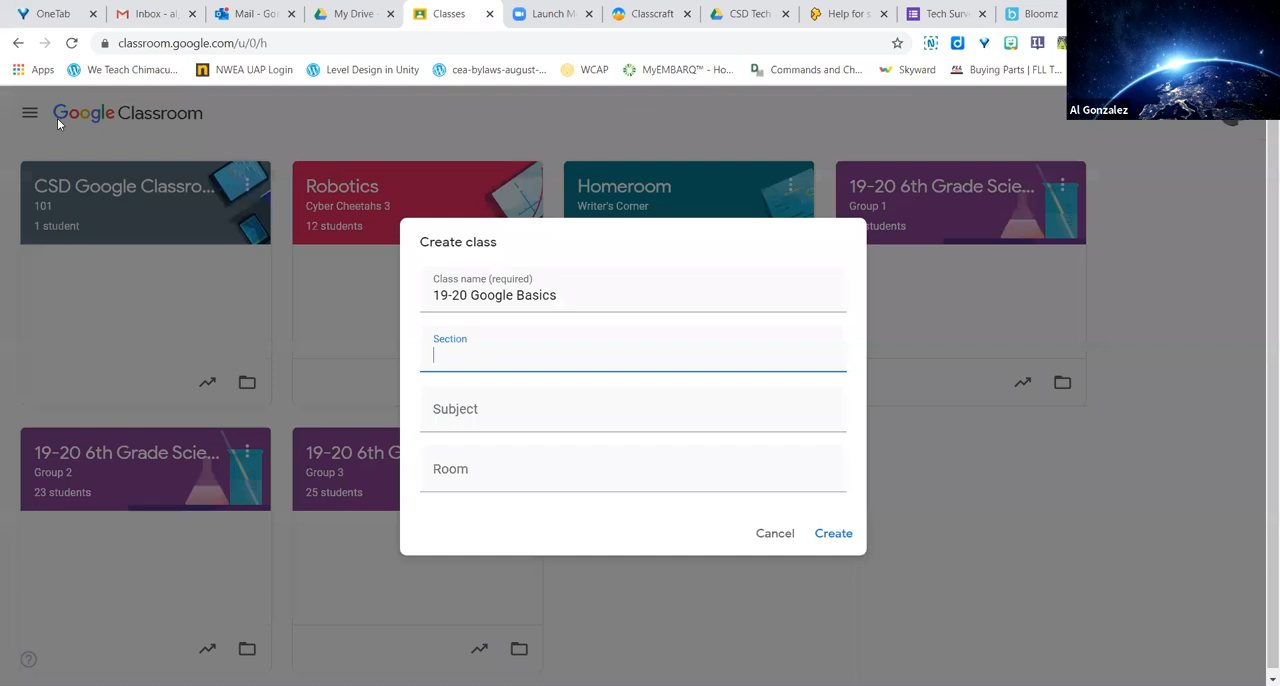 OneTab
Inbox - al
Mail - Go
My Drive
Classes
Launch M
Classcraft
CSD Tech
Help for s
Tech Surv
Bloomz
classroom.google.com/u/0/h
Apps
We Teach Chimacu...
NWEA UAP Login
Level Design in Unity
cea-bylaws-august-...
WCAP
MyEMBARQ™ - Ho...
Commands and Ch...
Skyward
Buying Parts | FLL T...
Al Gonzalez
Google Classroom
CSD Google Classro...
101
1 student
Robotics
Cyber Cheetahs 3
12 students
Homeroom
Writer's Corner
19-20 6th Grade Scie...
Group 1
students
Create class
Class name (required)
19-20 Google Basics
Section
Subject
Room
Cancel
Create
19-20 6th Grade Scie...
Group 2
23 students
19-20 6th G
Group 3
25 students